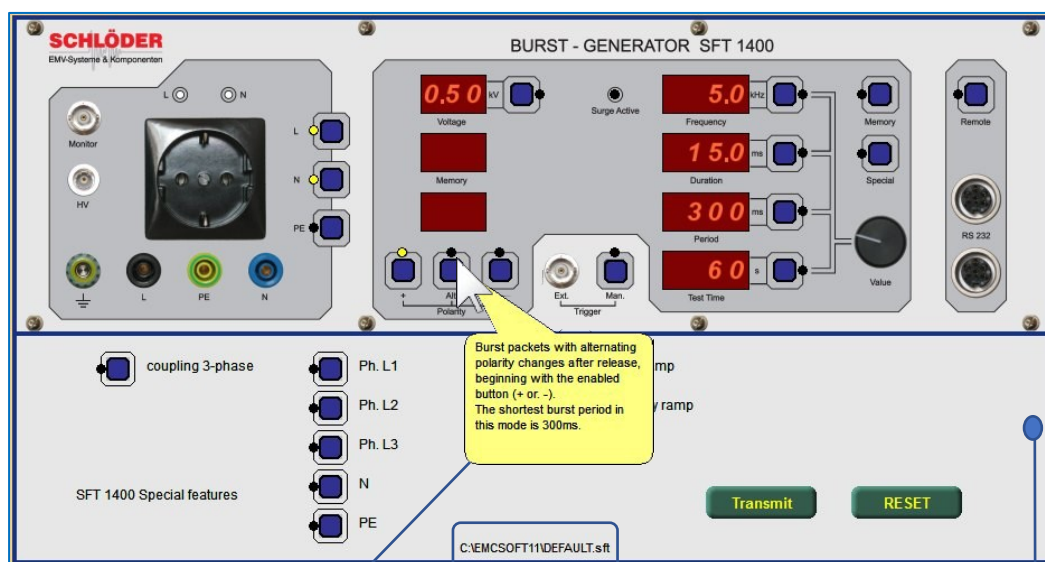 SCHLÖDER
EMV-Systeme & Komponenten
BURST - GENERATOR SFT 1400
L
N
Monitor
HV
L
N
PE
L
PE
N
0.50 kV
Voltage
Memory
Surge Active
5.0 kHz
Frequency
15.0 ms
Duration
300 ms
Period
60 s
Test Time
Memory
Special
Value
Remote
RS 232
+
Alt
Polarity
Ext.
Man.
Trigger
Burst packets with alternating
polarity changes after release,
beginning with the enabled
button (+ or. -).
The shortest burst period in
this mode is 300ms.
coupling 3-phase
Ph. L1
Ph. L2
Ph. L3
N
PE
ramp
SFT 1400 Special features
Transmit
RESET
C:\EMCSOFT11\DEFAULT.sft